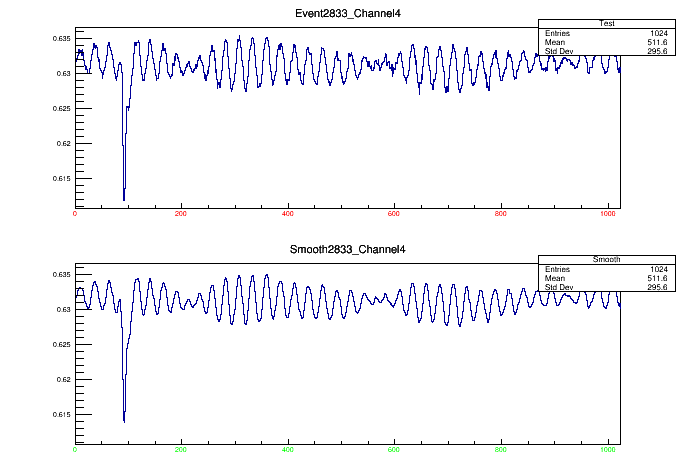 Event2833_Channel4
Test
Entries 1024
Mean 511.6
Std Dev 295.6
0.635
0.63
0.625
0.62
0.615
0 200 400 600 800 1000
Smooth2833_Channel4
Smooth
Entries 1024
Mean 511.6
Std Dev 295.6
0.635
0.63
0.625
0.62
0.615
0 200 400 600 800 1000